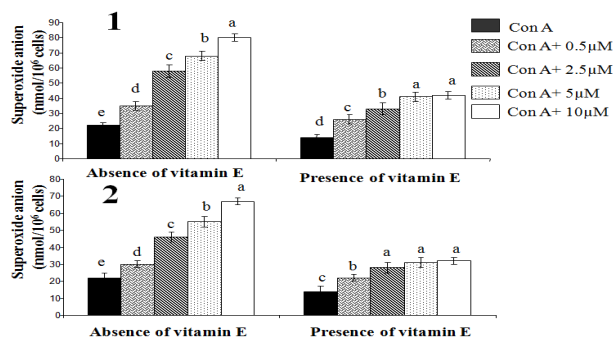 1
Superoxide anion
(nmol/10⁶ cells)
90
80
70
60
50
40
30
20
10
0
e
d
c
b
a
d
c
b
a
a
Absence of vitamin E
Presence of vitamin E
Con A
Con A+ 0.5µM
Con A+ 2.5µM
Con A+ 5µM
Con A+ 10µM
2
Superoxide anion
(nmol/10⁶ cells)
70
60
50
40
30
20
10
0
e
d
c
b
a
c
b
a
a
a
Absence of vitamin E
Presence of vitamin E